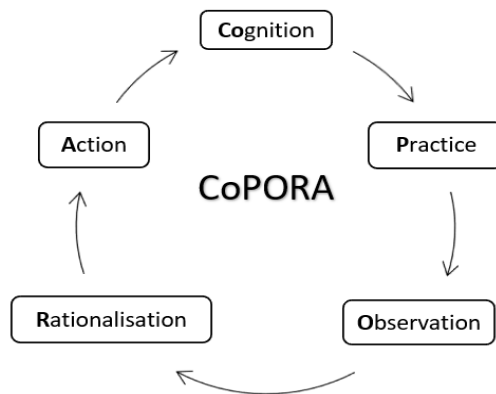 Cognition
Action
Practice
CoPORA
Rationalisation
Observation